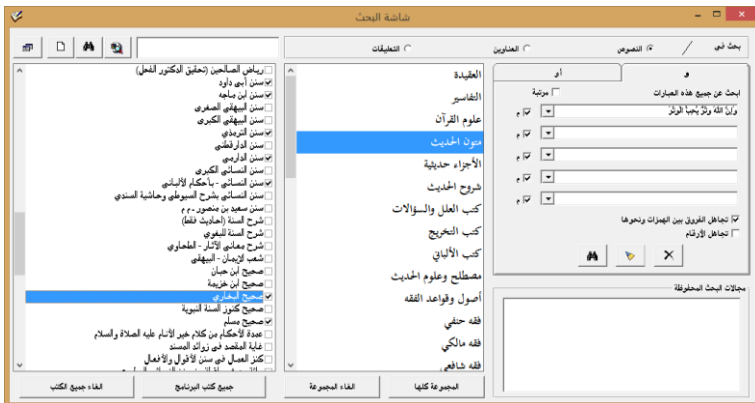 شاشة البحث
بحث في
النصوص
العناوين
التعليقات
و
أو
ابحث عن جميع هذه العبارات
مرتبة
وَإِنَّ اللهَ وِتْرٌ يُحِبُّ الْوِتْرَ
م
م
م
م
م
تجاهل الفروق بين الهمزات ونحوها
تجاهل الأرقام
مجالات البحث المحفوظة
العقيدة
التفاسير
علوم القرآن
متون الحديث
الأجزاء حديثية
شروح الحديث
كتب العلل والسؤالات
كتب التخريج
كتب الألباني
مصطلح وعلوم الحديث
أصول وقواعد الفقه
فقه حنفي
فقه مالكي
فقه شافعي
المجموعة كلها
الغاء المجموعة
رياض الصالحين (تحقيق الدكتور الفحل)
سنن أبي داود
سنن ابن ماجه
سنن البيهقي الصغرى
سنن البيهقي الكبرى
سنن الترمذي
سنن الدارقطني
سنن الدارمي
سنن النسائي الكبرى
سنن النسائي - بأحكام الألباني
سنن النسائي بشرح السيوطي وحاشية السندي
سنن سعيد بن منصور - م م
شرح السنة (أحاديث فقط)
شرح السنة للبغوي
شرح معاني الآثار - الطحاوي
شعب الإيمان - البيهقي
صحيح ابن حبان
صحيح ابن خزيمة
صحيح البخاري
صحيح كنوز السنة النبوية
صحيح مسلم
عمدة الأحكام من كلام خير الأنام عليه الصلاة والسلام
غاية المقصد في زوائد المسند
كنز العمال في سنن الأقوال والأفعال
جميع كتب البرنامج
الغاء جميع الكتب